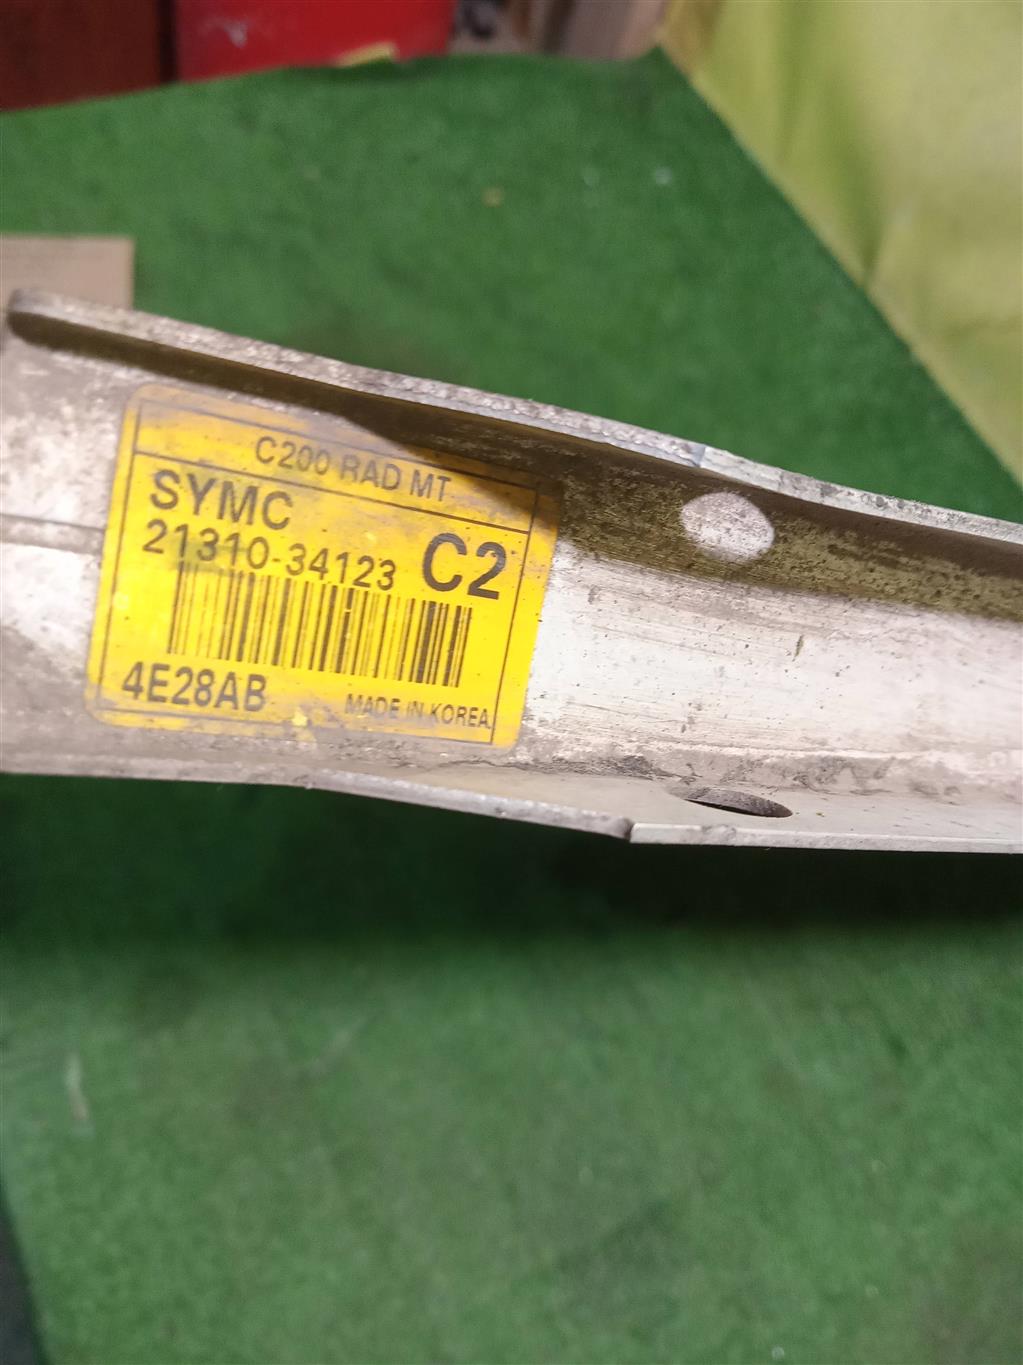 C200 RAD MT
SYMC
21310-34123 C2
4E28AB MADE IN KOREA